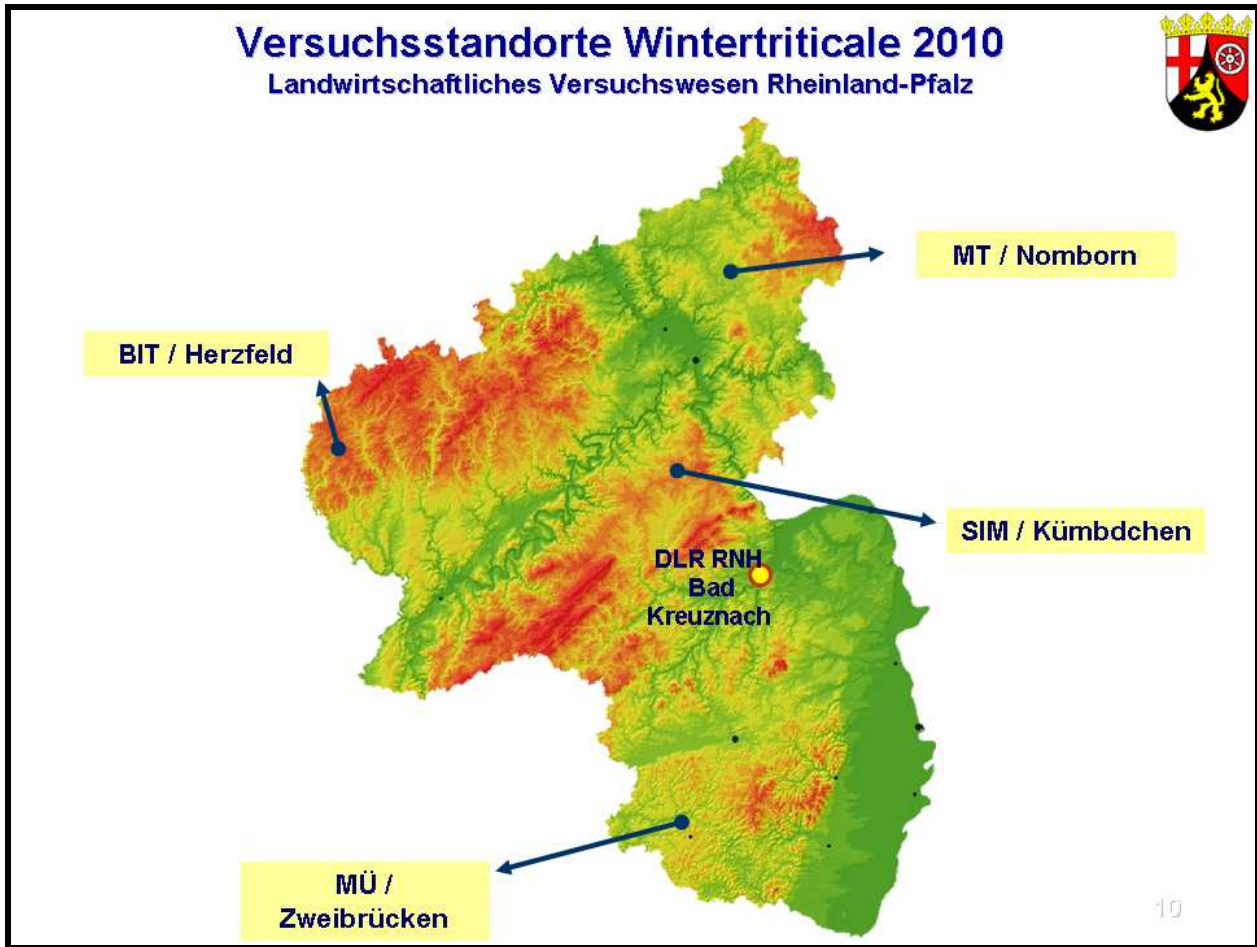 Versuchsstandorte Wintertriticale 2010
Landwirtschaftliches Versuchswesen Rheinland-Pfalz
MT / Nomborn
BIT / Herzfeld
SIM / Kümbdchen
DLR RNH
Bad
Kreuznach
MÜ /
Zweibrücken
10